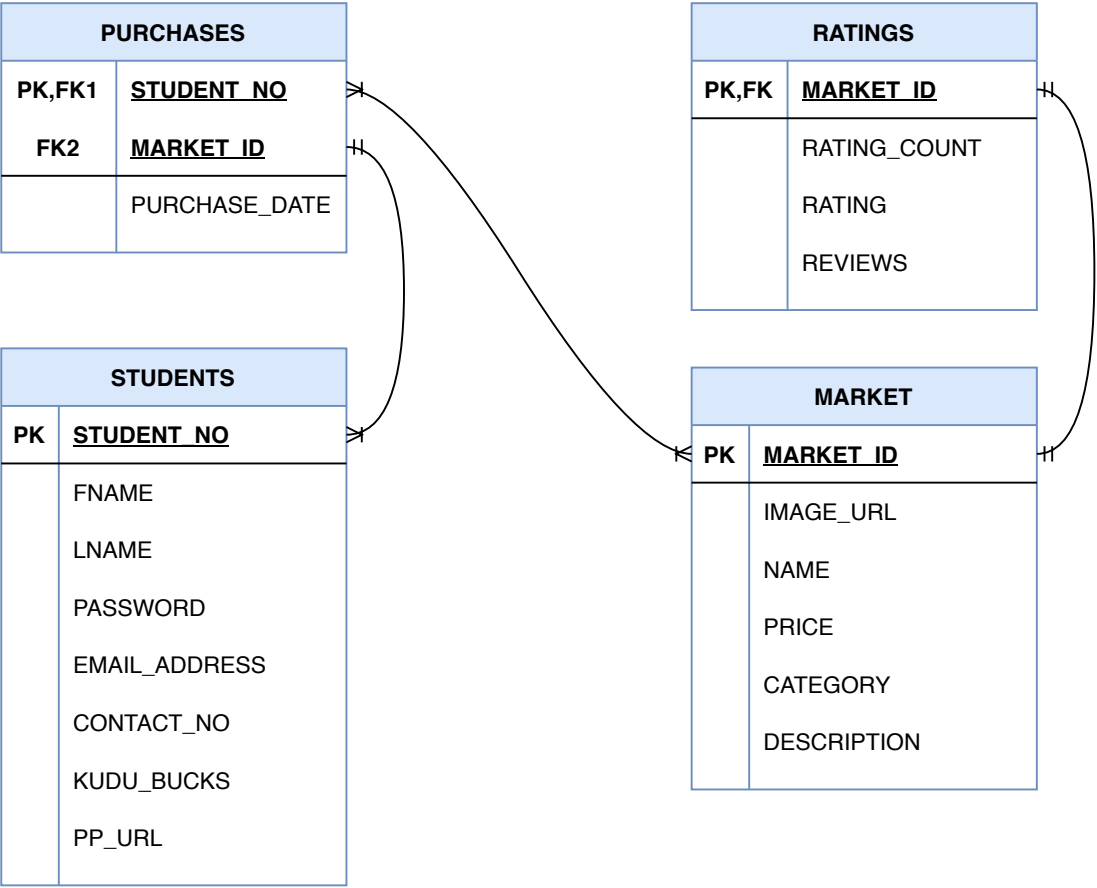 PURCHASES
PK,FK1 STUDENT_NO
FK2 MARKET_ID
PURCHASE_DATE
RATINGS
PK,FK MARKET_ID
RATING_COUNT
RATING
REVIEWS
STUDENTS
PK STUDENT_NO
FNAME
LNAME
PASSWORD
EMAIL_ADDRESS
CONTACT_NO
KUDU_BUCKS
PP_URL
MARKET
PK MARKET_ID
IMAGE_URL
NAME
PRICE
CATEGORY
DESCRIPTION